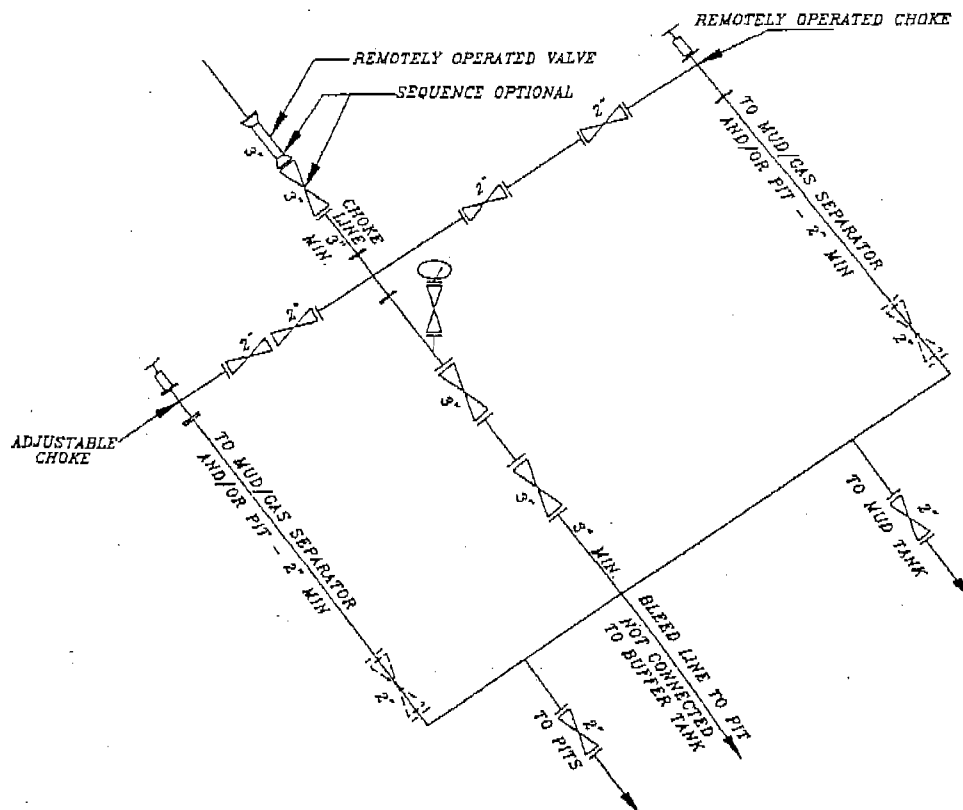 REMOTELY OPERATED CHOKE
REMOTELY OPERATED VALVE
SEQUENCE OPTIONAL
3"
3"
CHOKE
LINE
3"
MIN.
2"
2"
TO MUD/GAS SEPARATOR
AND/OR PIT - 2" MIN
2"
2"
2"
3"
3"
3" MIN.
ADJUSTABLE
CHOKE
TO MUD/GAS SEPARATOR
AND/OR PIT - 2" MIN
2"
2"
TO MUD TANK
BLEED LINE TO PIT
NOT CONNECTED
TO BUFFER TANK
2"
TO PITS